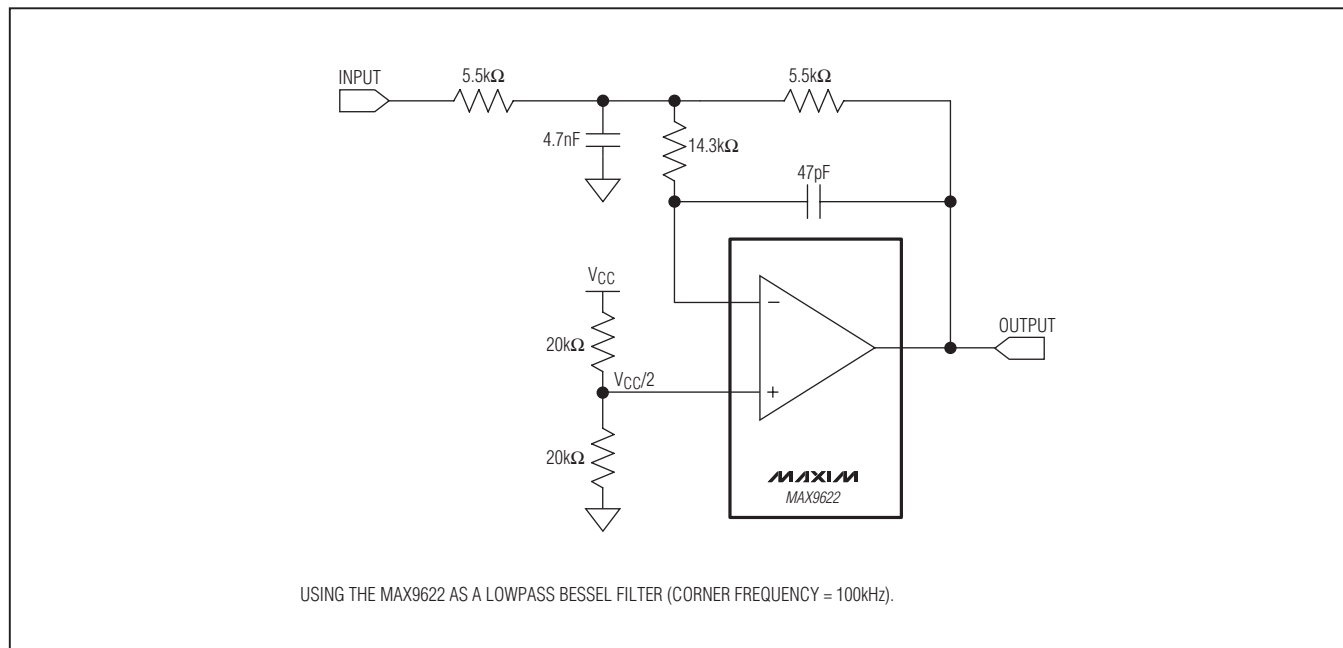 INPUT
5.5kΩ
5.5kΩ
4.7nF
14.3kΩ
47pF
VCC
−
20kΩ
OUTPUT
VCC/2
+
20kΩ
MAXIM
MAX9622
USING THE MAX9622 AS A LOWPASS BESSEL FILTER (CORNER FREQUENCY = 100kHz).